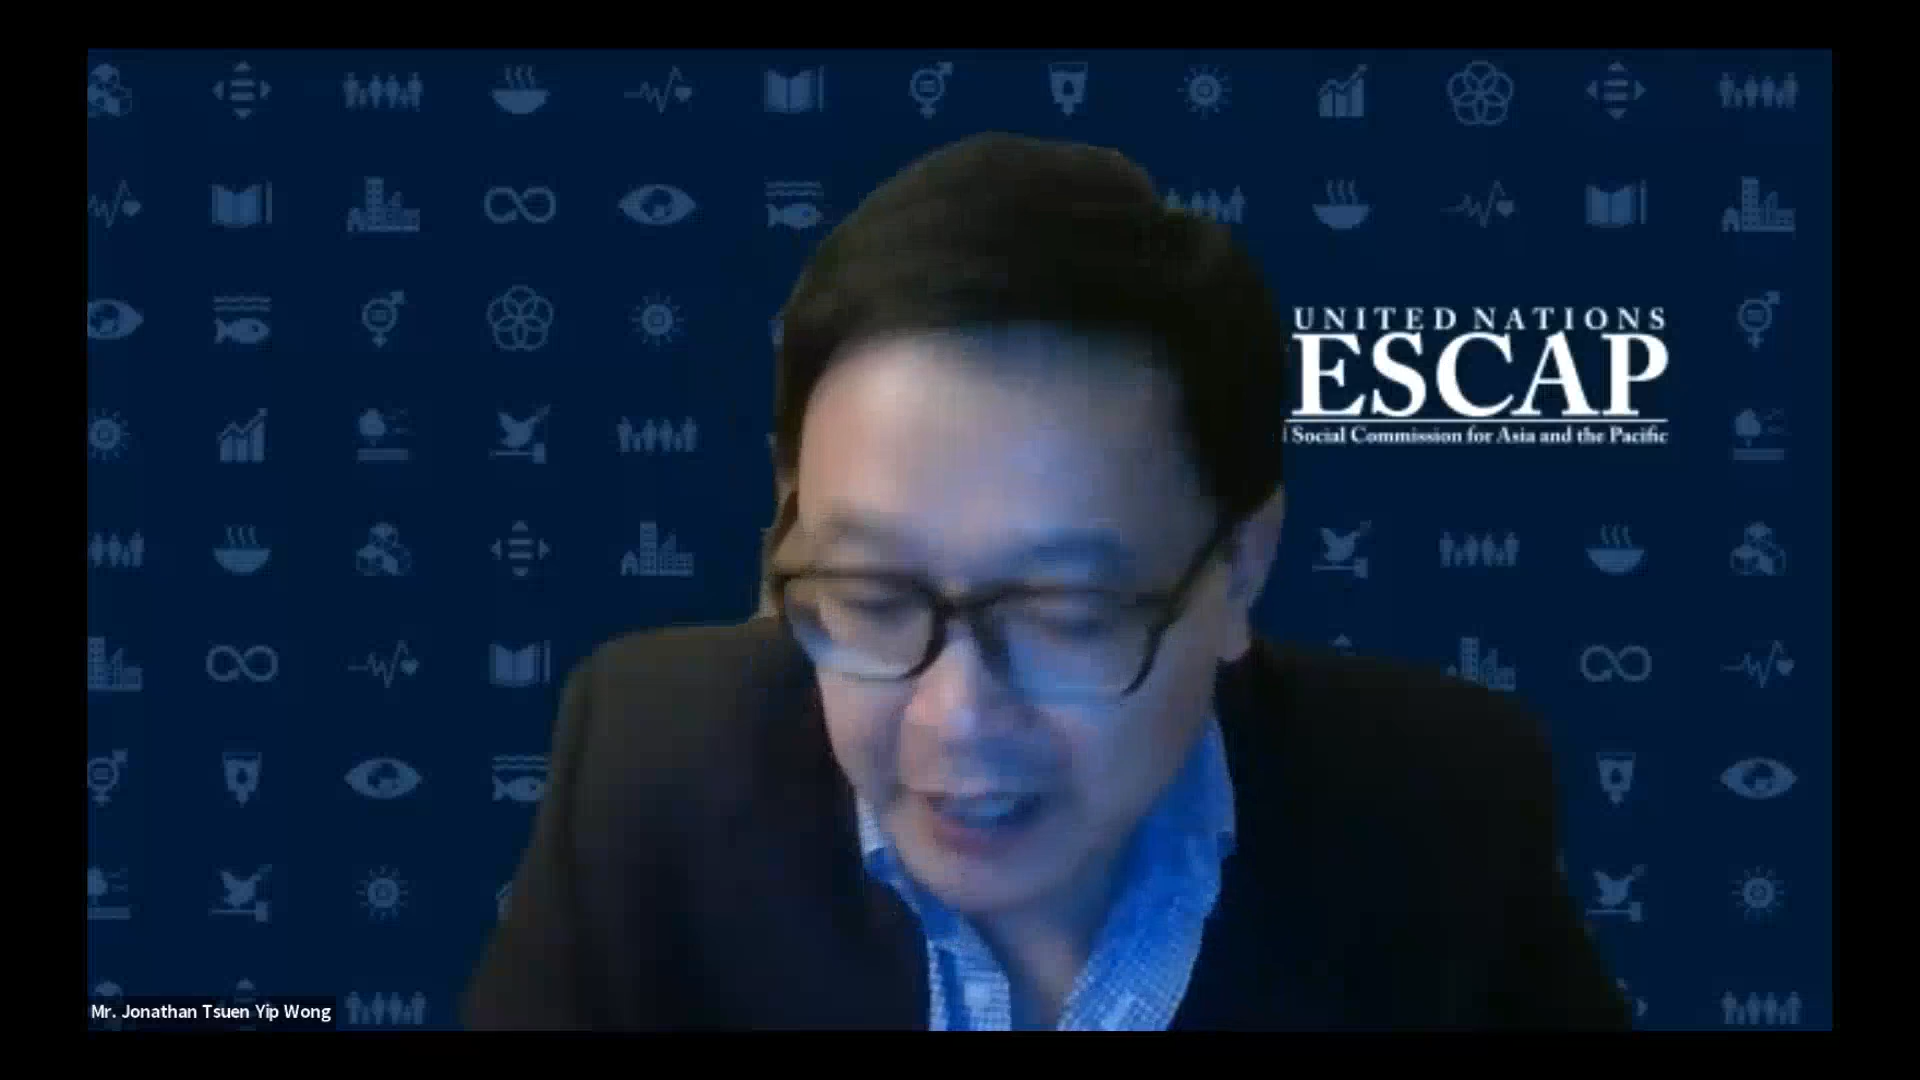 UNITED NATIONS
ESCAP
Social Commission for Asia and the Pacific
Mr. Jonathan Tsuen Yip Wong